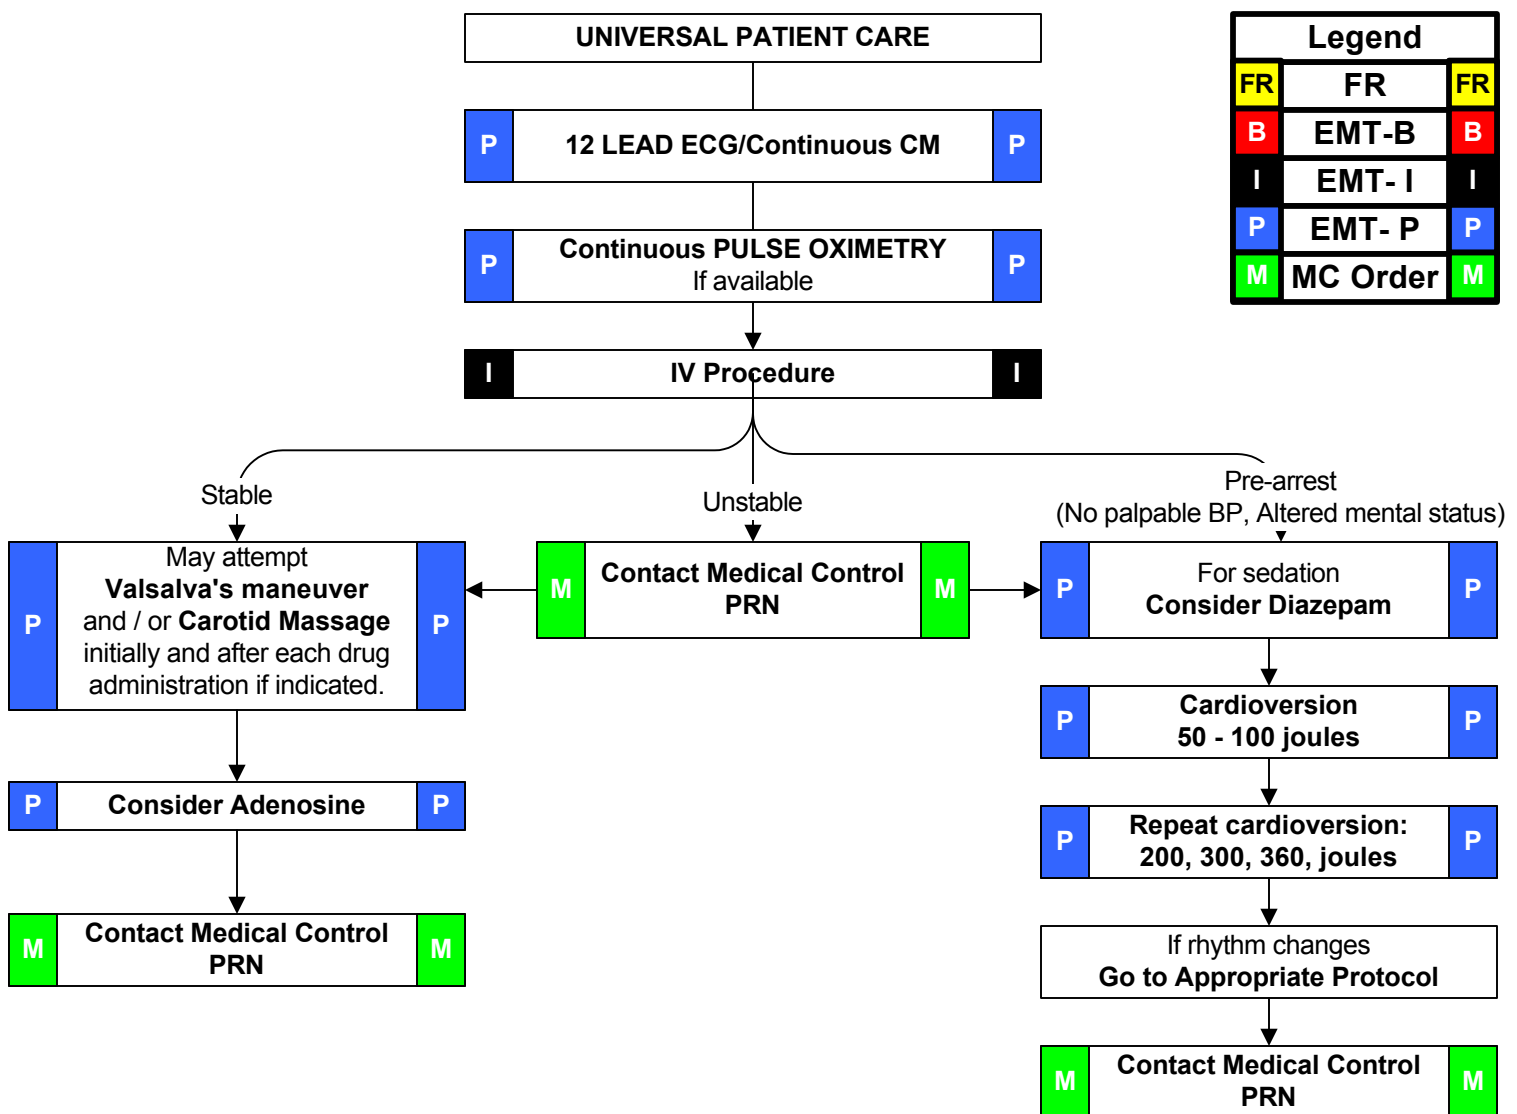 UNIVERSAL PATIENT CARE
Legend
FR FR FR
B EMT-B B
I EMT- I I
P EMT- P P
M MC Order M
P 12 LEAD ECG/Continuous CM P
P Continuous PULSE OXIMETRY P
If available
I IV Procedure I
Stable
Unstable
Pre-arrest
(No palpable BP, Altered mental status)
P May attempt P
Valsalva's maneuver
and / or Carotid Massage
initially and after each drug
administration if indicated.
M Contact Medical Control M
PRN
P For sedation P
Consider Diazepam
P Cardioversion P
50 - 100 joules
P Consider Adenosine P
P Repeat cardioversion: P
200, 300, 360, joules
M Contact Medical Control M
PRN
If rhythm changes
Go to Appropriate Protocol
M Contact Medical Control M
PRN